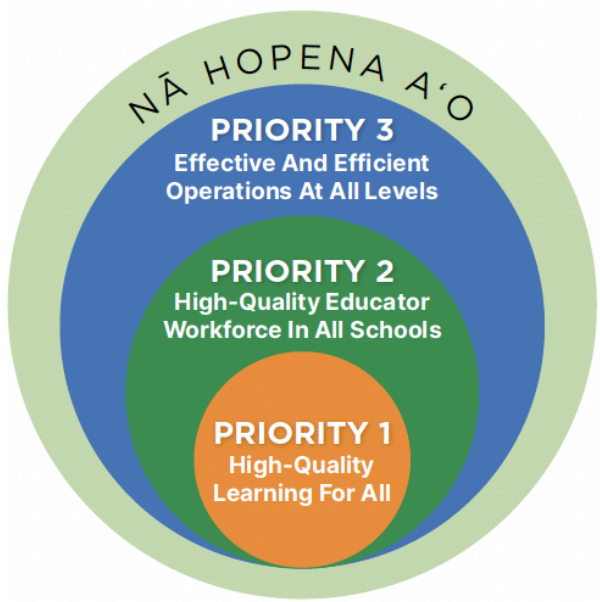 NĀ HOPENA AʻO
PRIORITY 3
Effective And Efficient
Operations At All Levels
PRIORITY 2
High-Quality Educator
Workforce In All Schools
PRIORITY 1
High-Quality
Learning For All